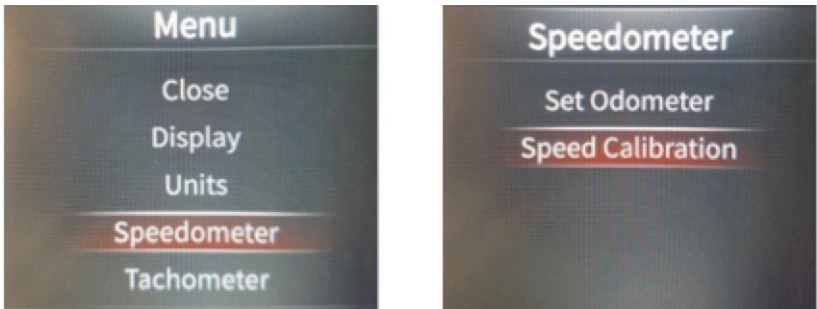 Menu
Close
Display
Units
Speedometer
Tachometer
Speedometer
Set Odometer
Speed Calibration